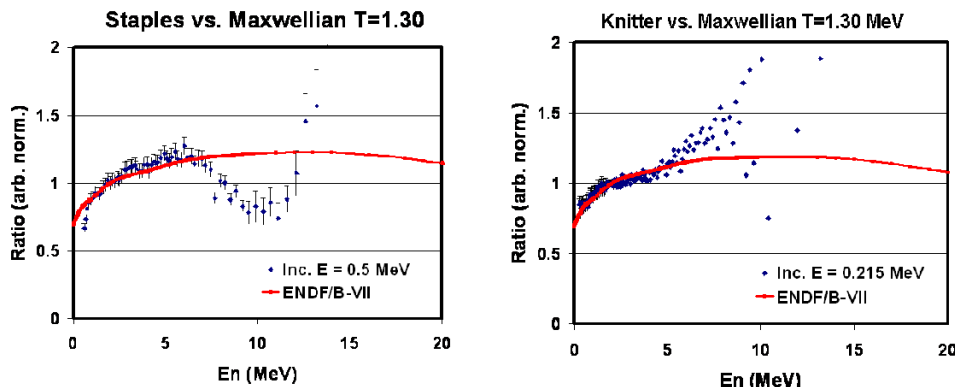 Staples vs. Maxwellian T=1.30
Ratio (arb. norm.)
2
1.5
1
0.5
0
Inc. E = 0.5 MeV
ENDF/B-VII
0 5 10 15 20
En (MeV)
Knitter vs. Maxwellian T=1.30 MeV
Ratio (arb. norm.)
2
1.5
1
0.5
0
Inc. E = 0.215 MeV
ENDF/B-VII
0 5 10 15 20
En (MeV)